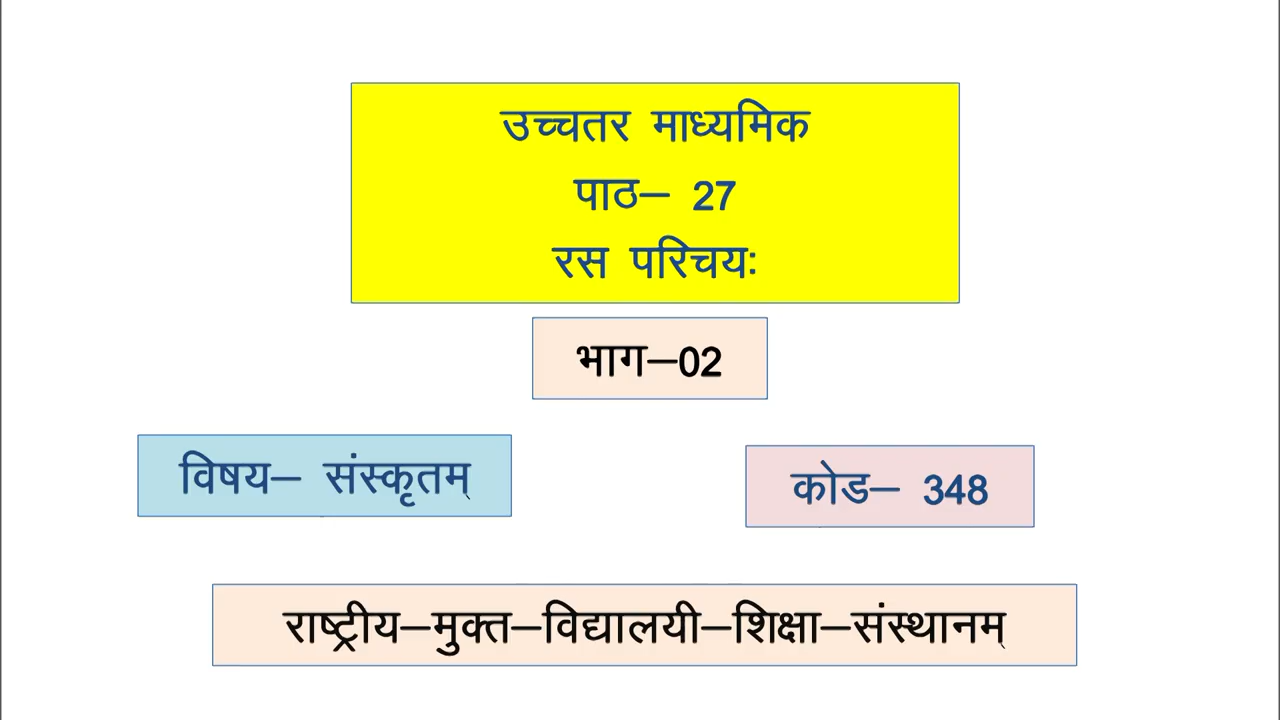 उच्चतर माध्यमिक
पाठ– 27
रस परिचयः
भाग–02
विषय– संस्कृतम्
कोड– 348
राष्ट्रीय–मुक्त–विद्यालयी–शिक्षा–संस्थानम्